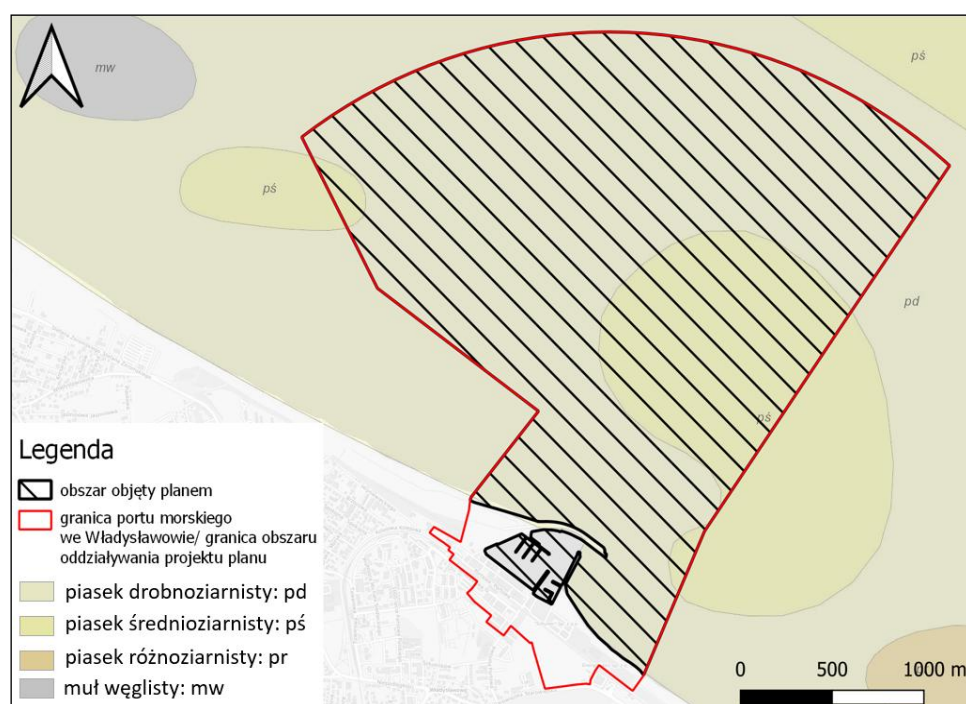 mw
pś
pś
pd
pś
Legenda
obszar objęty planem
granica portu morskiego
we Władysławowie/ granica obszaru
oddziaływania projektu planu
piasek drobnoziarnisty: pd
piasek średnioziarnisty: pś
piasek różnoziarnisty: pr
muł węglisty: mw
0 500 1000 m